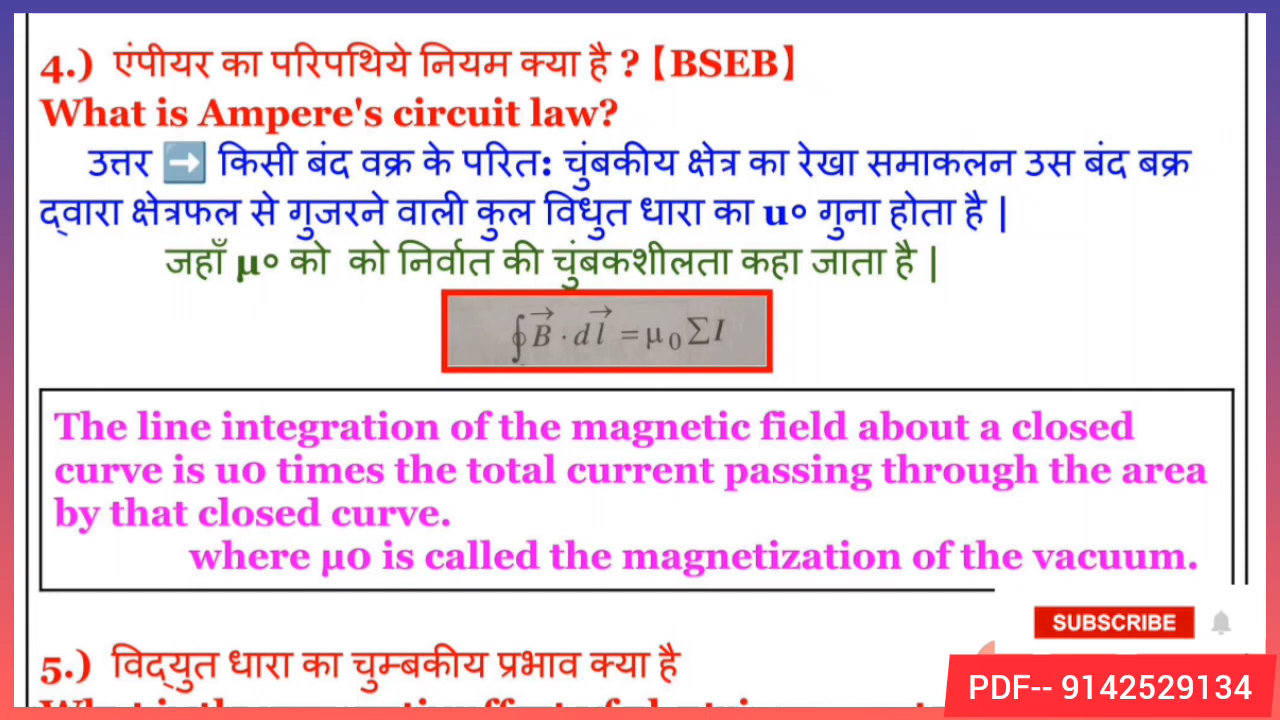 4.) एंपीयर का परिपथिये नियम क्या है ? 【BSEB】
What is Ampere's circuit law?
उत्तर ➡️ किसी बंद वक्र के परित: चुंबकीय क्षेत्र का रेखा समाकलन उस बंद बक्र
द्वारा क्षेत्रफल से गुजरने वाली कुल विधुत धारा का u० गुना होता है |
जहाँ µ० को को निर्वात की चुंबकशीलता कहा जाता है |
∮B⃗ · dl⃗ = µ₀ΣI
The line integration of the magnetic field about a closed
curve is u0 times the total current passing through the area
by that closed curve.
where µ0 is called the magnetization of the vacuum.
SUBSCRIBE
5.) विद्युत धारा का चुम्बकीय प्रभाव क्या है
PDF-- 9142529134